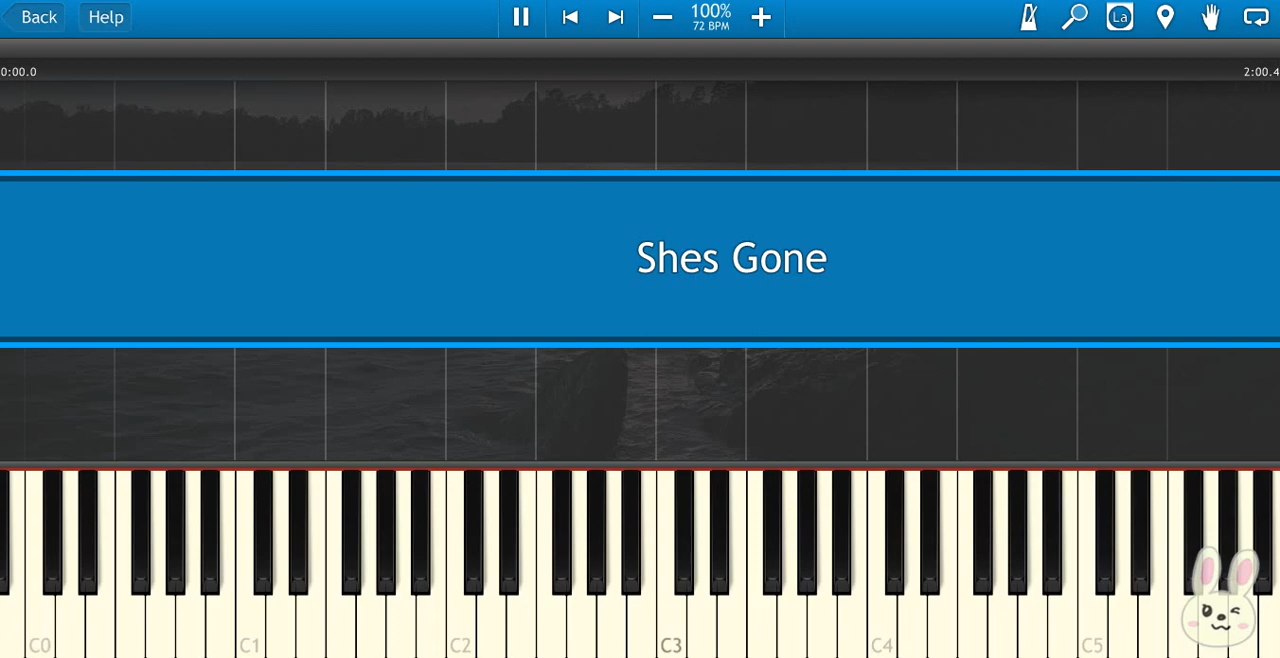 Back Help 100%
72 BPM
La
0:00.0 2:00.4
Shes Gone
C0 C1 C2 C3 C4 C5